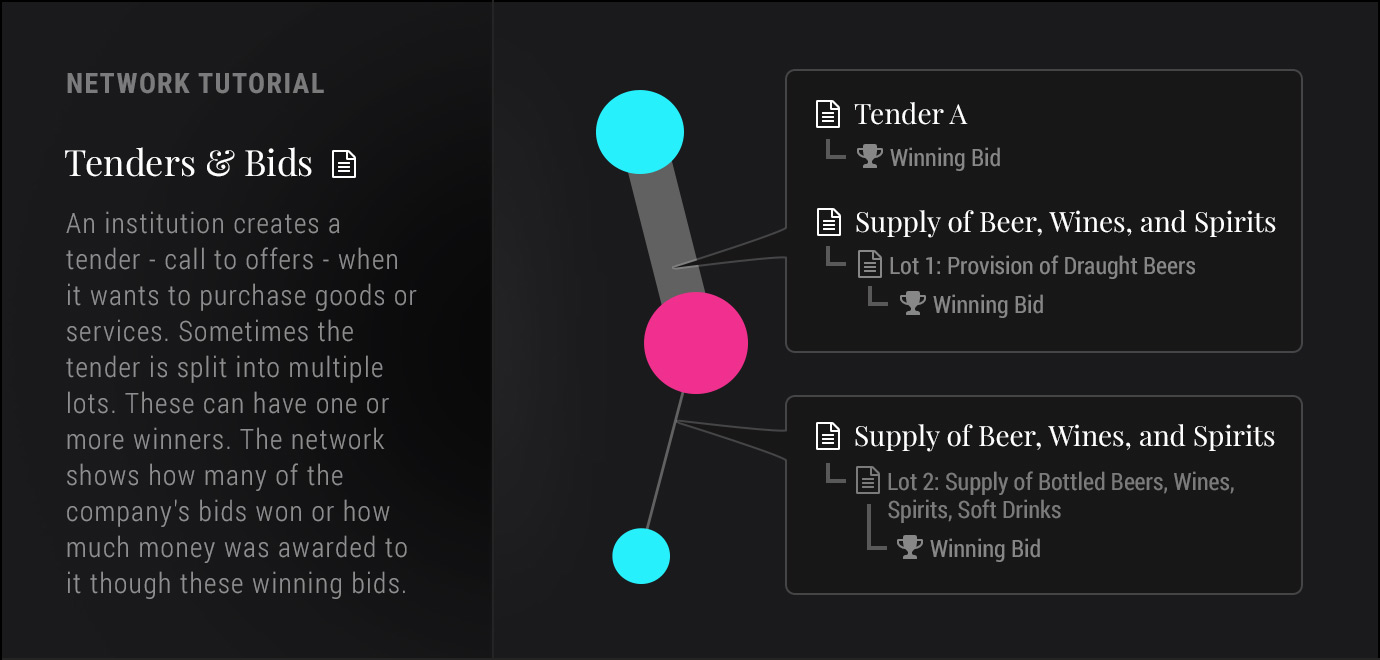 NETWORK TUTORIAL
Tenders & Bids
An institution creates a
tender - call to offers - when
it wants to purchase goods or
services. Sometimes the
tender is split into multiple
lots. These can have one or
more winners. The network
shows how many of the
company's bids won or how
much money was awarded to
it though these winning bids.
Tender A
Winning Bid
Supply of Beer, Wines, and Spirits
Lot 1: Provision of Draught Beers
Winning Bid
Supply of Beer, Wines, and Spirits
Lot 2: Supply of Bottled Beers, Wines,
Spirits, Soft Drinks
Winning Bid